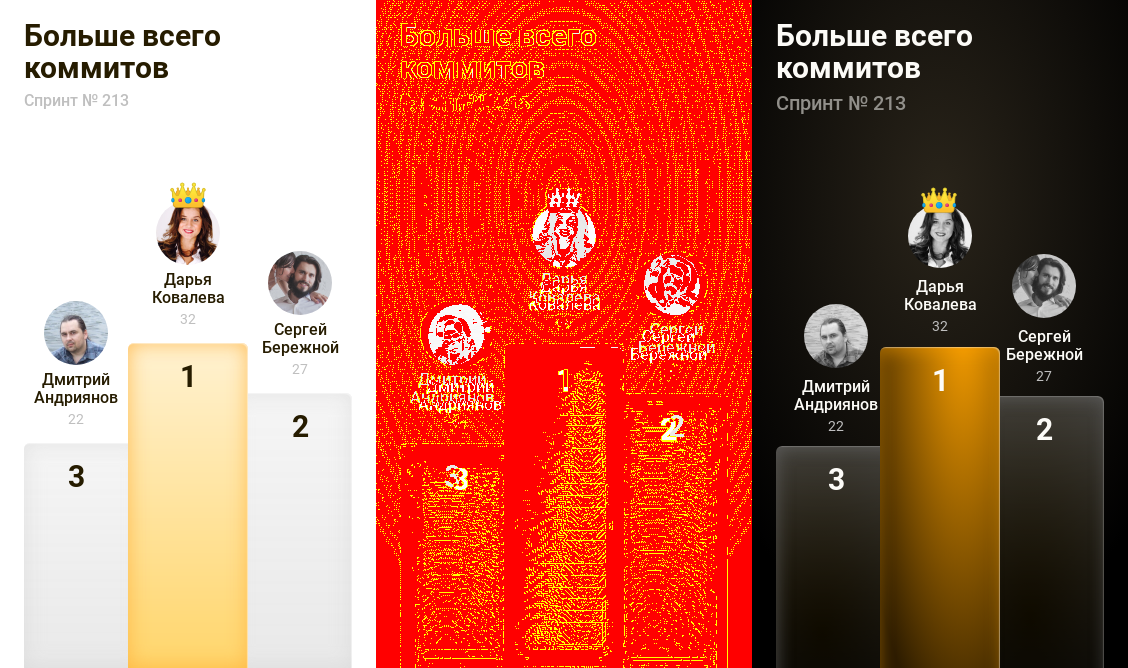 Больше всего
коммитов
Спринт № 213
Дарья
Ковалева
32
Сергей
Бережной
27
Дмитрий
Андриянов
22
1
2
3
Больше всего
коммитов
Дарья
Ковалева
Сергей
Бережной
Дмитрий
Андриянов
1
2
3
Больше всего
коммитов
Спринт № 213
Дарья
Ковалева
32
Сергей
Бережной
27
Дмитрий
Андриянов
22
1
2
3